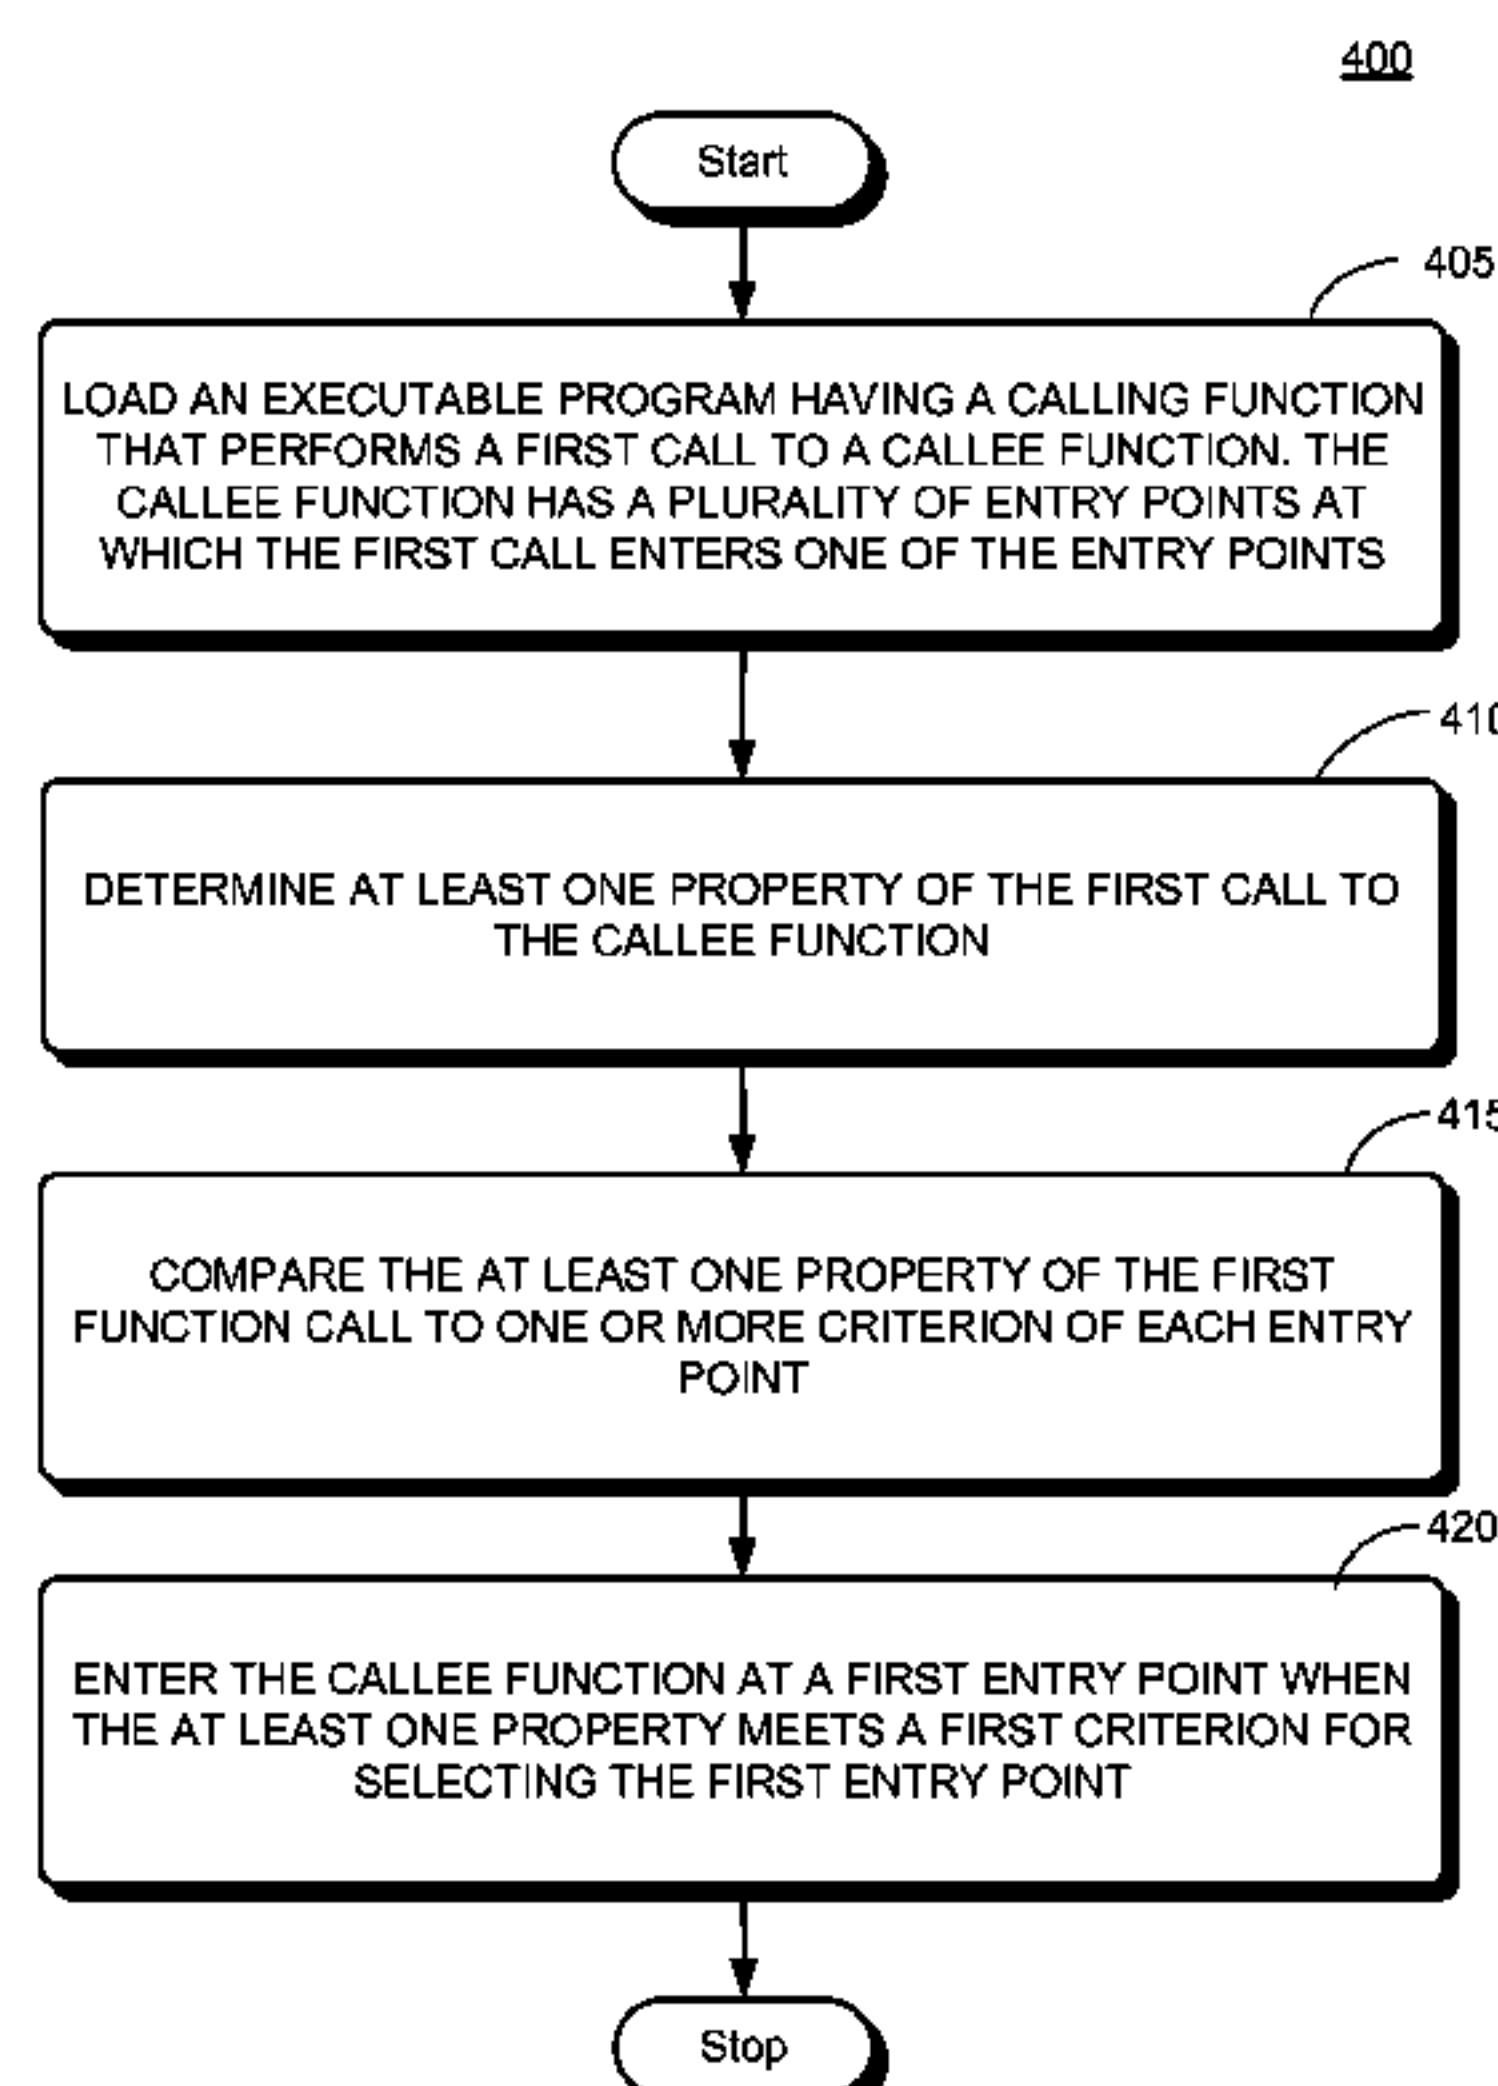 400
Start
405
LOAD AN EXECUTABLE PROGRAM HAVING A CALLING FUNCTION
THAT PERFORMS A FIRST CALL TO A CALLEE FUNCTION. THE
CALLEE FUNCTION HAS A PLURALITY OF ENTRY POINTS AT
WHICH THE FIRST CALL ENTERS ONE OF THE ENTRY POINTS
410
DETERMINE AT LEAST ONE PROPERTY OF THE FIRST CALL TO
THE CALLEE FUNCTION
415
COMPARE THE AT LEAST ONE PROPERTY OF THE FIRST
FUNCTION CALL TO ONE OR MORE CRITERION OF EACH ENTRY
POINT
420
ENTER THE CALLEE FUNCTION AT A FIRST ENTRY POINT WHEN
THE AT LEAST ONE PROPERTY MEETS A FIRST CRITERION FOR
SELECTING THE FIRST ENTRY POINT
Stop